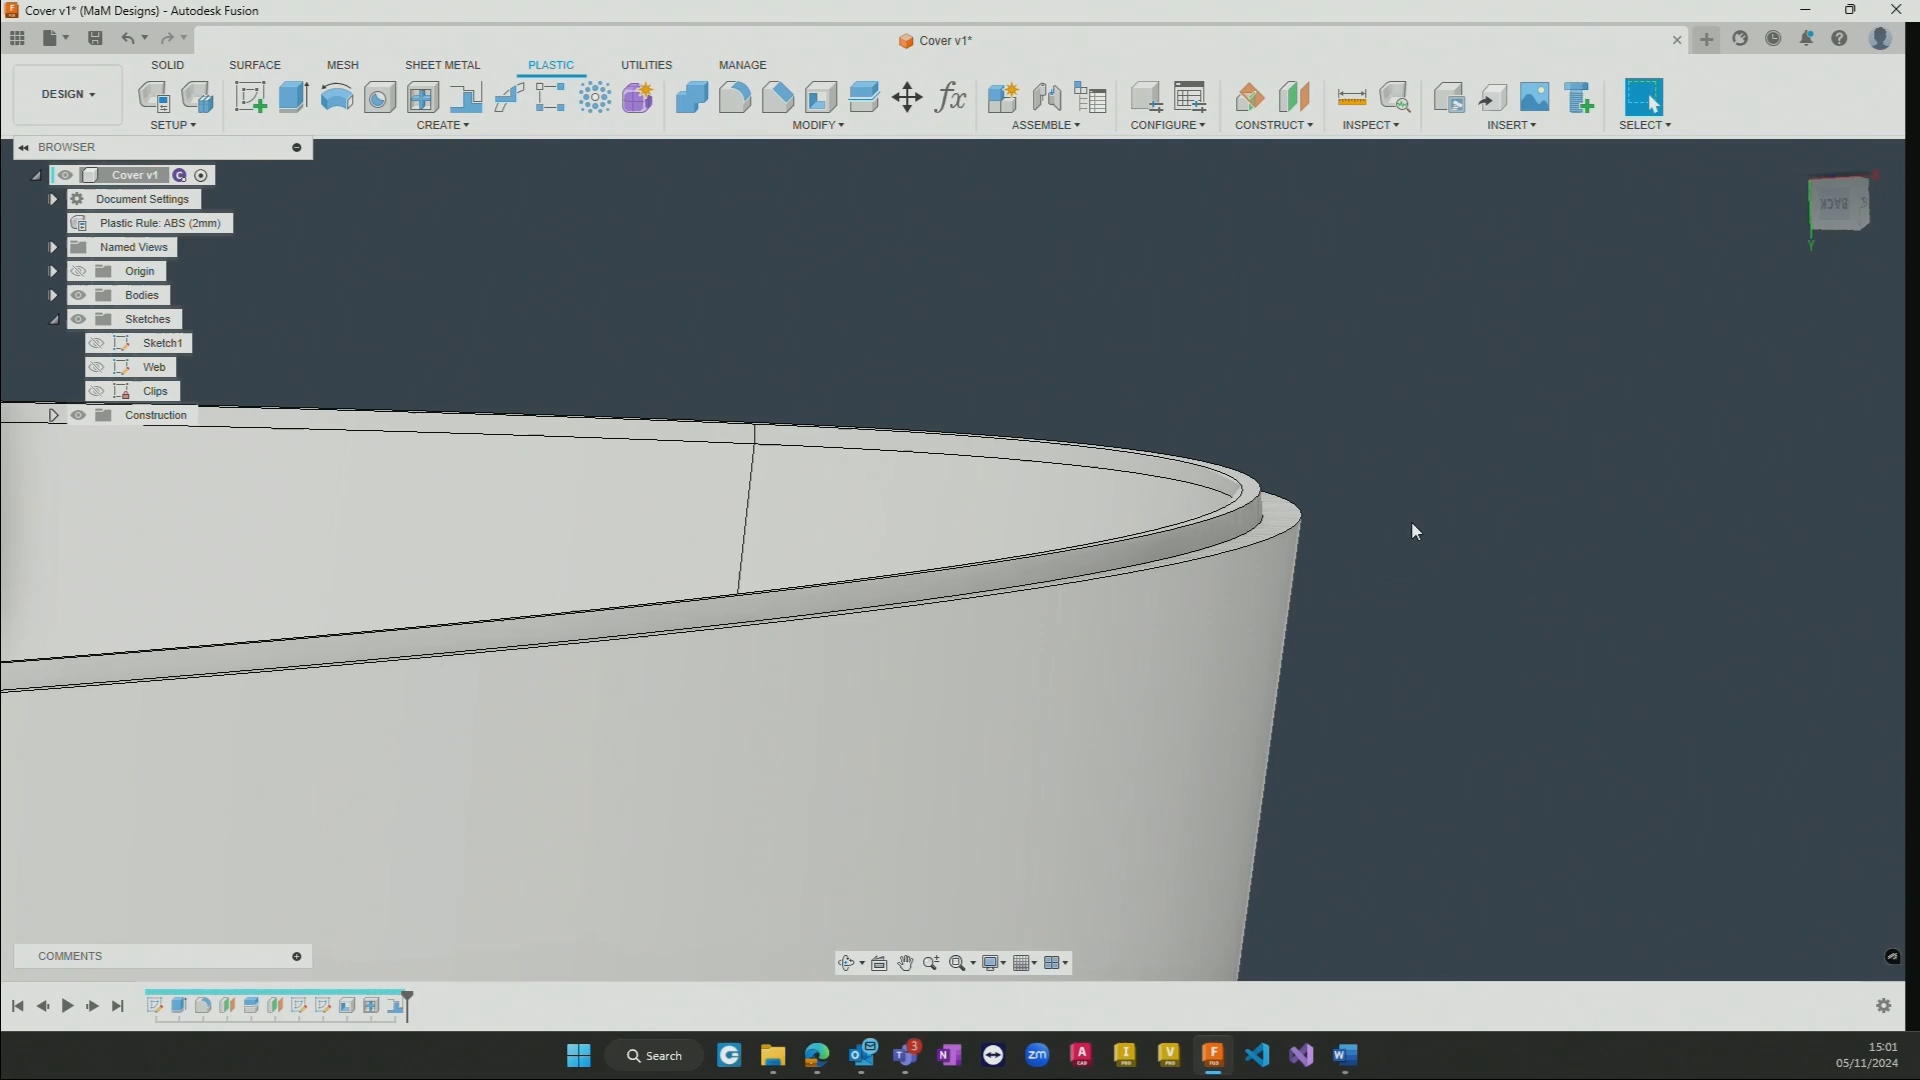 Cover v1* (MaM Designs) - Autodesk Fusion
Cover v1*
SOLID SURFACE MESH SHEET METAL PLASTIC UTILITIES MANAGE
DESIGN
SETUP CREATE MODIFY ASSEMBLE CONFIGURE CONSTRUCT INSPECT INSERT SELECT
BROWSER
Cover v1
Document Settings
Plastic Rule: ABS (2mm)
Named Views
Origin
Bodies
Sketches
Sketch1
Web
Clips
Construction
BACK
Y
COMMENTS
Search
3
zm
15:01
05/11/2024